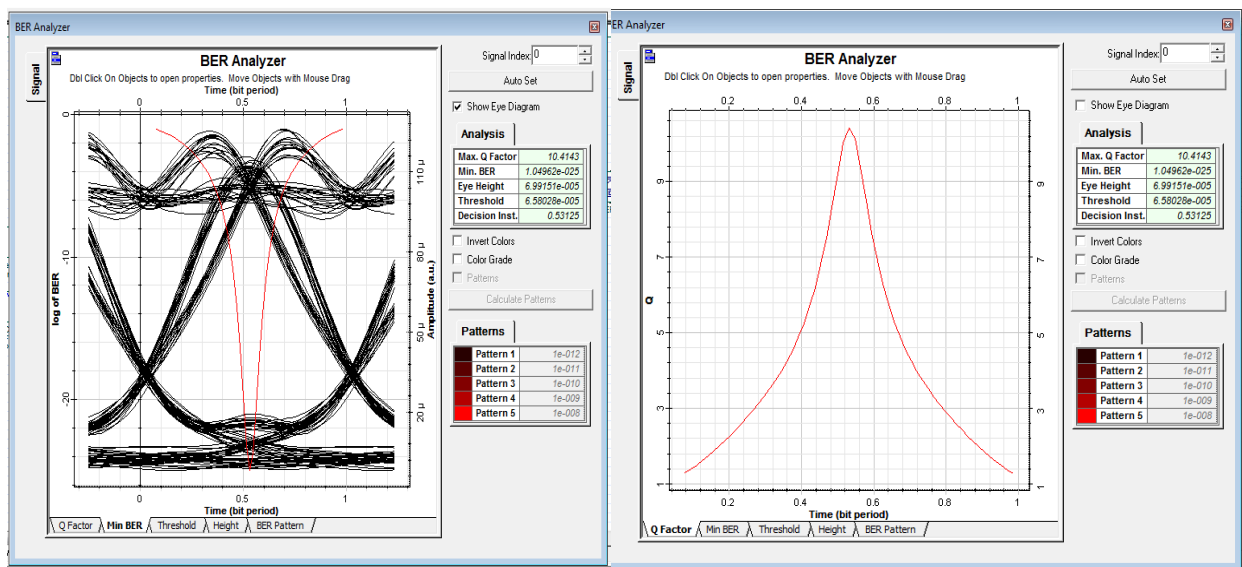 BER Analyzer
Signal
BER Analyzer
Dbl Click On Objects to open properties. Move Objects with Mouse Drag
Time (bit period)
0 0.5 1
0
-10
-20
log of BER
110 µ
80 µ
50 µ
20 µ
Amplitude (a.u.)
0 0.5 1
Time (bit period)
Q Factor Min BER Threshold Height BER Pattern
Signal Index: 0
Auto Set
Show Eye Diagram
Analysis
Max. Q Factor 10.4143
Min. BER 1.04962e-025
Eye Height 6.99151e-005
Threshold 6.58028e-005
Decision Inst. 0.53125
Invert Colors
Color Grade
Patterns
Calculate Patterns
Patterns
Pattern 1 1e-012
Pattern 2 1e-011
Pattern 3 1e-010
Pattern 4 1e-009
Pattern 5 1e-008
ER Analyzer
Signal
BER Analyzer
Dbl Click On Objects to open properties. Move Objects with Mouse Drag
Time (bit period)
0.2 0.4 0.6 0.8 1
9
7
5
3
1
Q
9
7
5
3
1
0.2 0.4 0.6 0.8 1
Time (bit period)
Q Factor Min BER Threshold Height BER Pattern
Signal Index: 0
Auto Set
Show Eye Diagram
Analysis
Max. Q Factor 10.4143
Min. BER 1.04962e-025
Eye Height 6.99151e-005
Threshold 6.58028e-005
Decision Inst. 0.53125
Invert Colors
Color Grade
Patterns
Calculate Patterns
Patterns
Pattern 1 1e-012
Pattern 2 1e-011
Pattern 3 1e-010
Pattern 4 1e-009
Pattern 5 1e-008